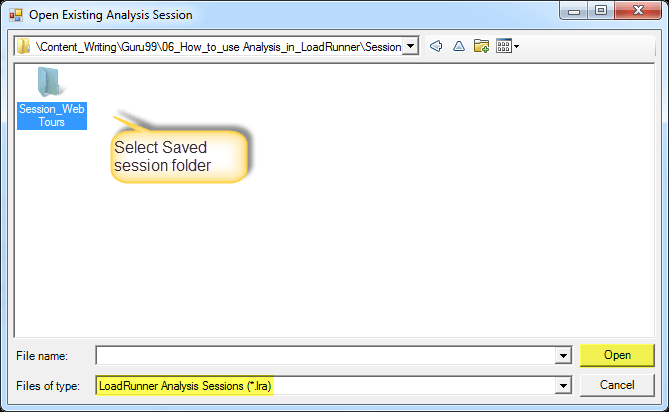 Open Existing Analysis Session
\Content_Writing\Guru99\06_How_to_use Analysis_in_LoadRunner\Session
Session_Web
Tours
Select Saved
session folder
File name:
Open
Files of type:
LoadRunner Analysis Sessions (*.lra)
Cancel